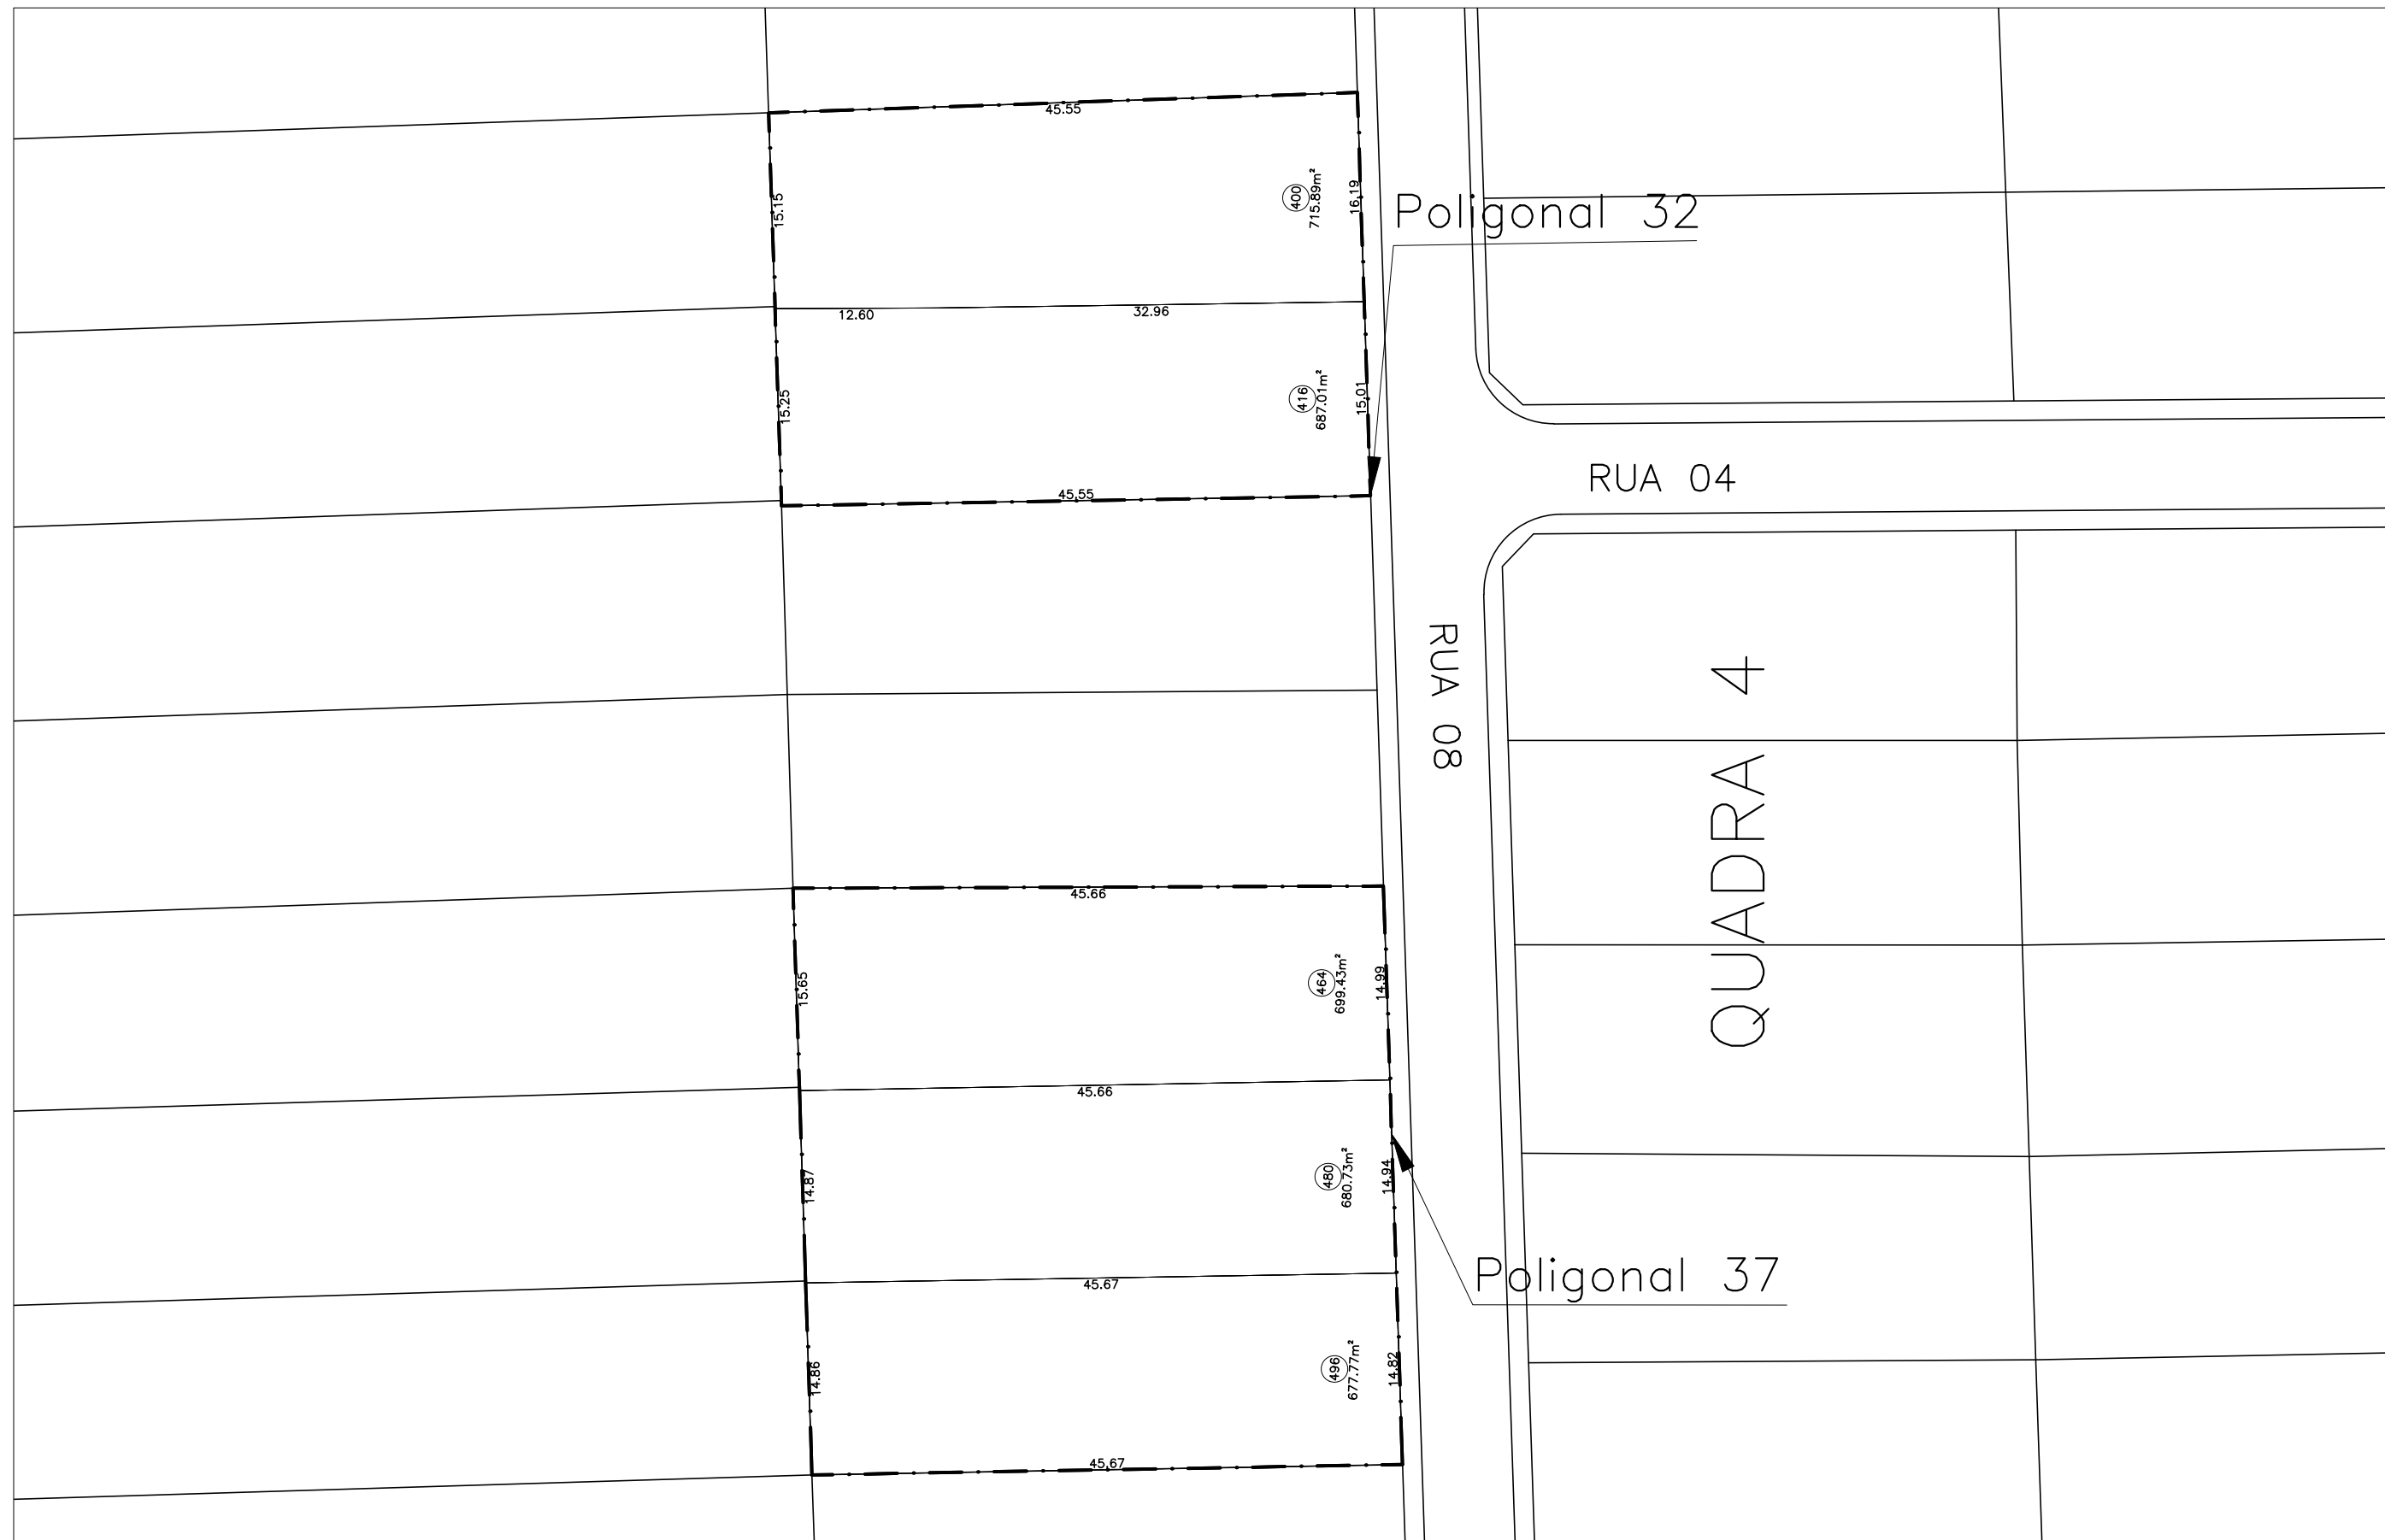 45.55
15.15
400
715.89m²
16.19
Poligonal 32
12.60
32.96
15.25
416
687.01m²
15.01
45.55
RUA 04
RUA 08
QUADRA 4
45.66
15.65
464
699.43m²
14.99
45.66
14.87
480
680.73m²
14.94
Poligonal 37
45.67
14.86
496
677.77m²
14.82
45.67